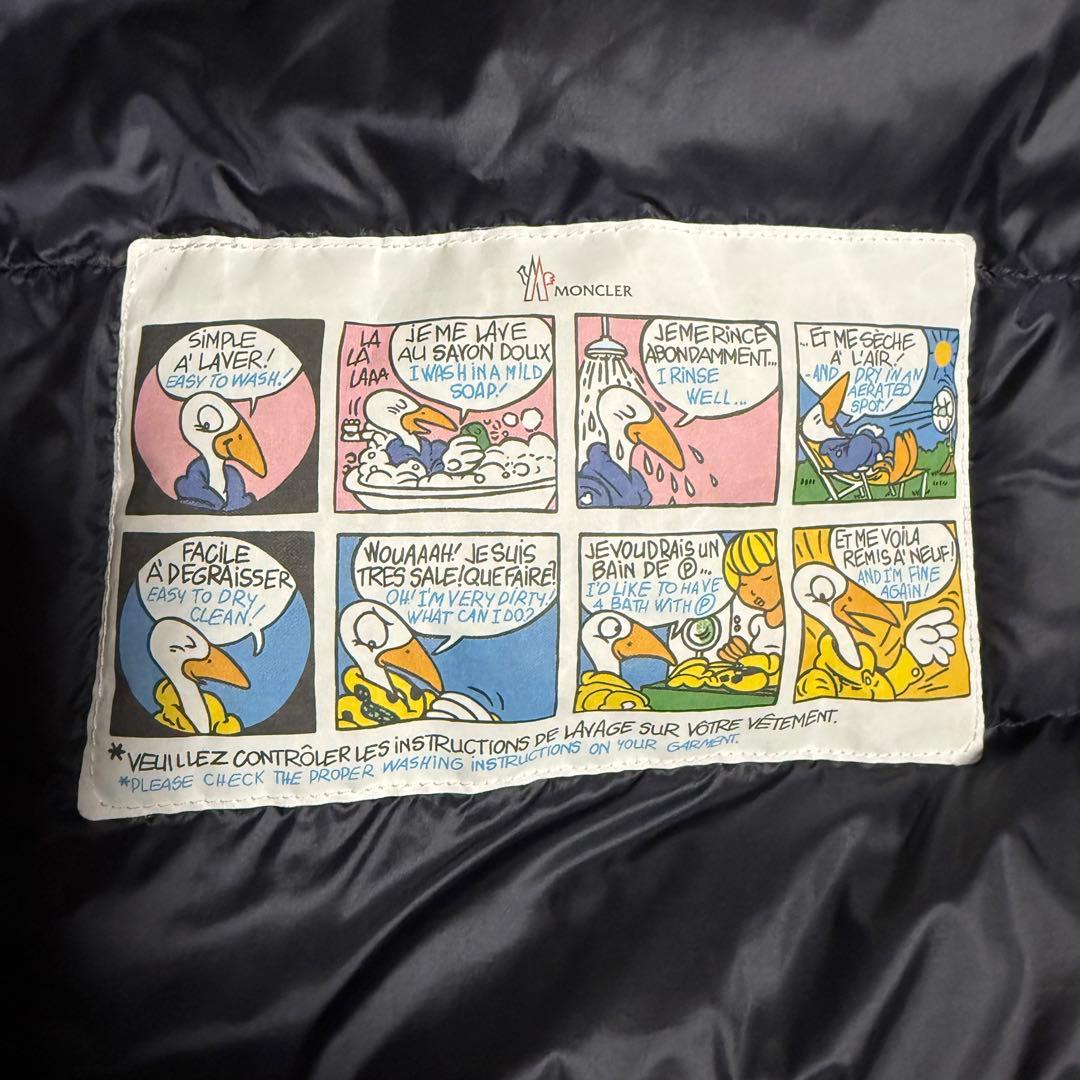 MONCLER
SiMPLE
A' LAVER!
EASY TO WASH!
LA
LA
LAAA
JE ME LAVE
AU SAVON DOUX
I WASH IN A MILD
SOAP!
JE ME RINCE
ABONDAMMENT...
I RINSE
WELL...
...ET ME SÈCHE
A' L'AIR!
-AND DRY IN AN
AERATED
SPOT!
FACILE
A' DEGRAISSER
EASY TO DRY
CLEAN!
WOUAAAH! JE SUIS
TRES SALE! QUE FAIRE?
OH! I'M VERY DIRTY!
WHAT CAN I DO?
JE VOUDRAIS UN
BAIN DE Ⓟ...
I'D LIKE TO HAVE
A BATH WITH Ⓟ
ET ME VOILA
REMIS A' NEUF!
AND I'M FINE
AGAIN!
*VEUILLEZ CONTRÔLER LES iNSTRUCTIONS DE LAVAGE SUR VÔTRE VÊTEMENT.
*PLEASE CHECK THE PROPER WASHING INSTRUCTIONS ON YOUR GARMENT.